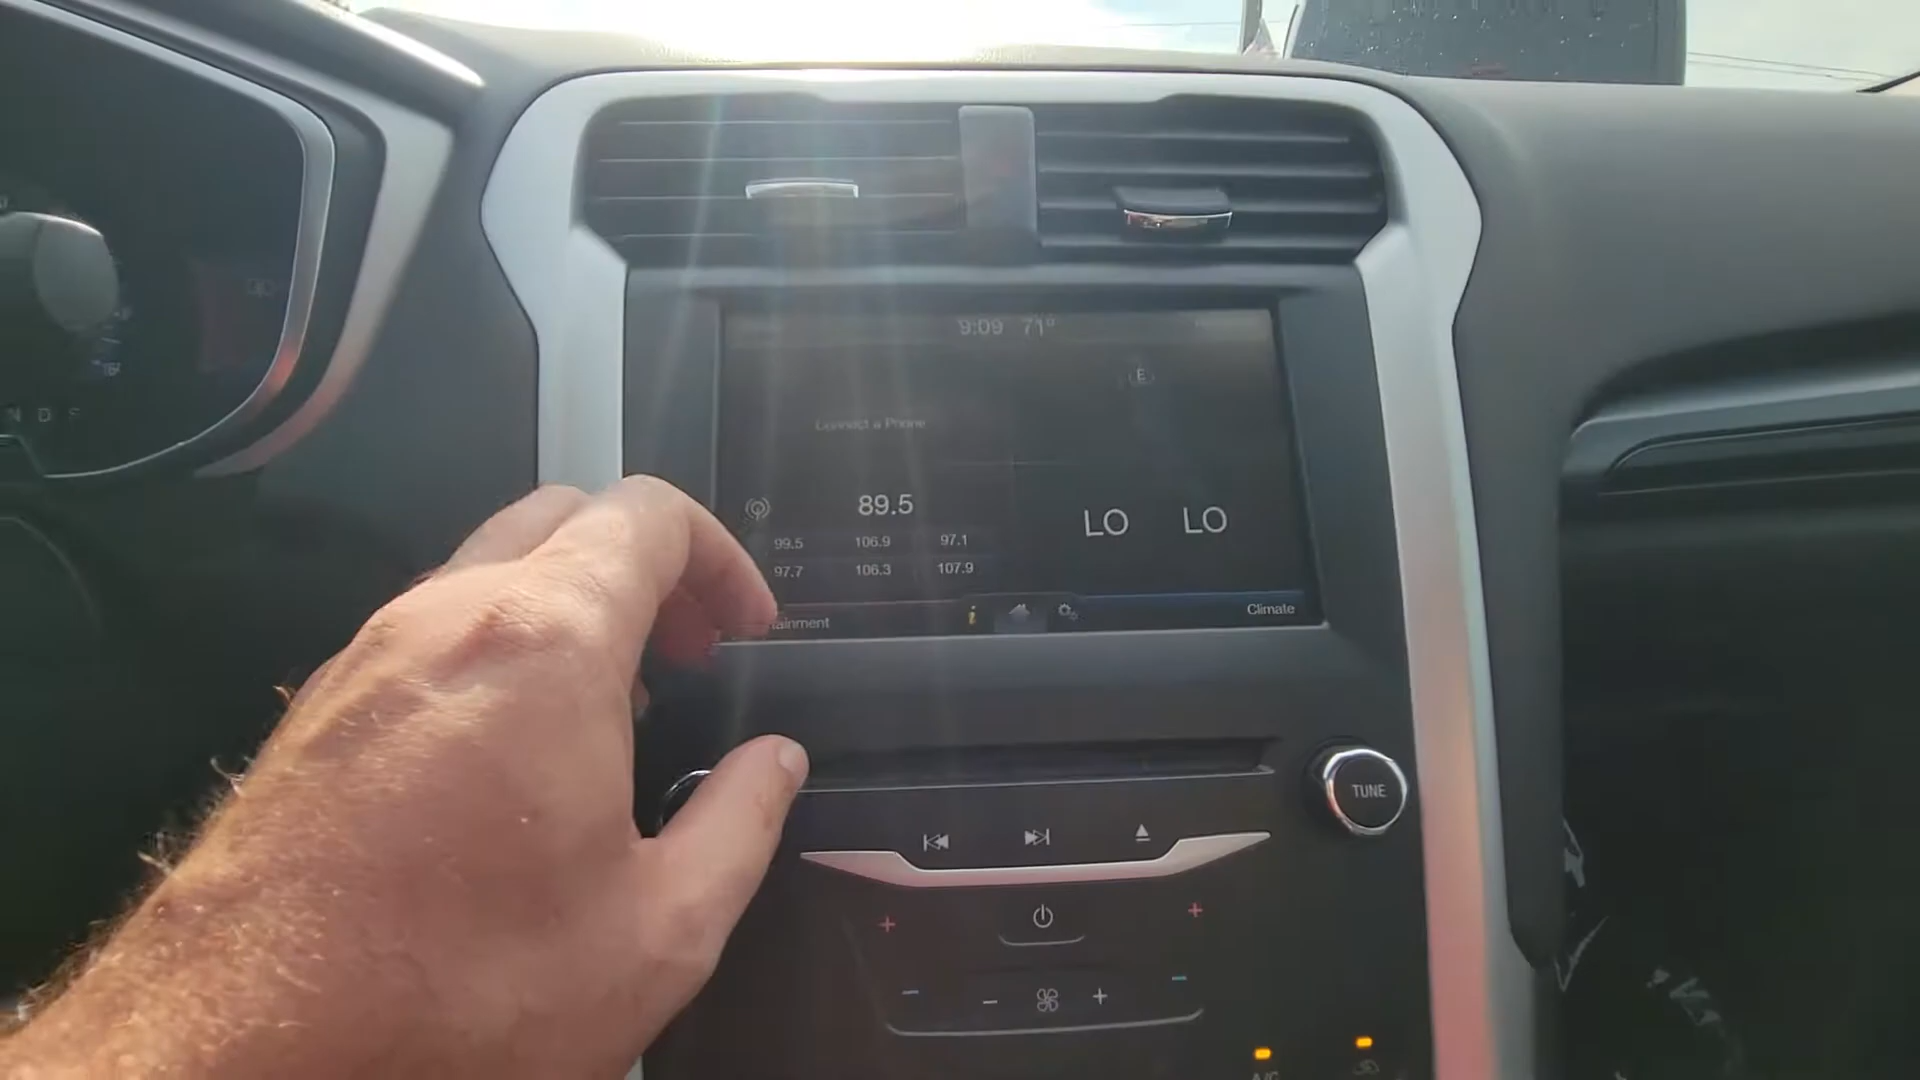 9:09 71°
E
Connect a Phone
89.5
99.5 106.9 97.1
97.7 106.3 107.9
LO LO
tainment
i
Climate
N D S
TUNE
A/C